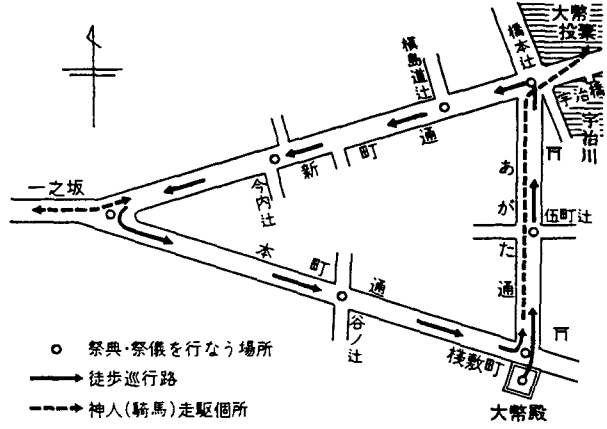 大幣
投棄
橋本辻
槇島道辻
宇治橋
宇治川
新町通
今内辻
一之坂
あがた通
伍町辻
本町通
谷ノ辻
桟敷町
大幣殿
祭典・祭儀を行なう場所
徒歩巡行路
神人(騎馬)走駆個所